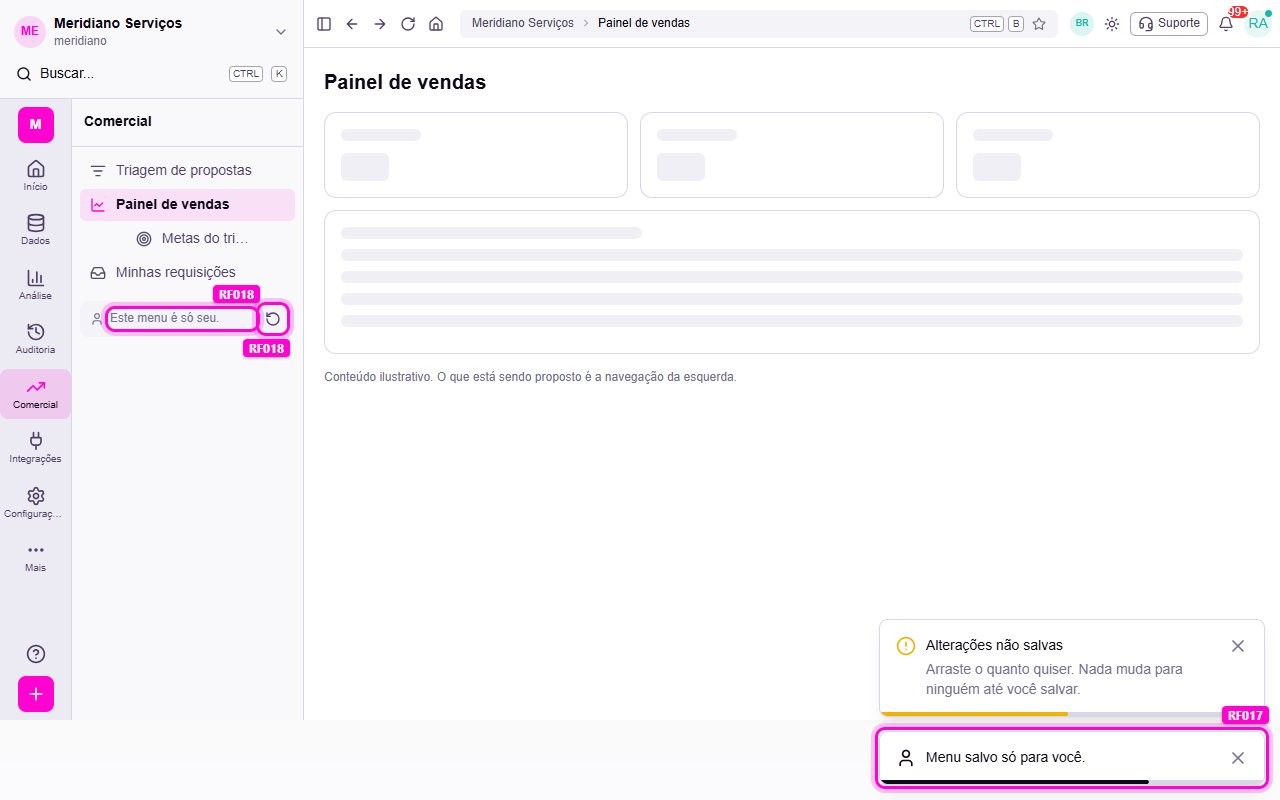 ME
Meridiano Serviços
meridiano
Buscar...
CTRL
K
M
Início
Dados
Análise
Auditoria
Comercial
Integrações
Configuraç...
Mais
Comercial
Triagem de propostas
Painel de vendas
Metas do tri...
Minhas requisições
RF018
Este menu é só seu.
RF018
Meridiano Serviços
Painel de vendas
CTRL
B
BR
Suporte
99+
RA
Painel de vendas
Conteúdo ilustrativo. O que está sendo proposto é a navegação da esquerda.
Alterações não salvas
Arraste o quanto quiser. Nada muda para
ninguém até você salvar.
RF017
Menu salvo só para você.